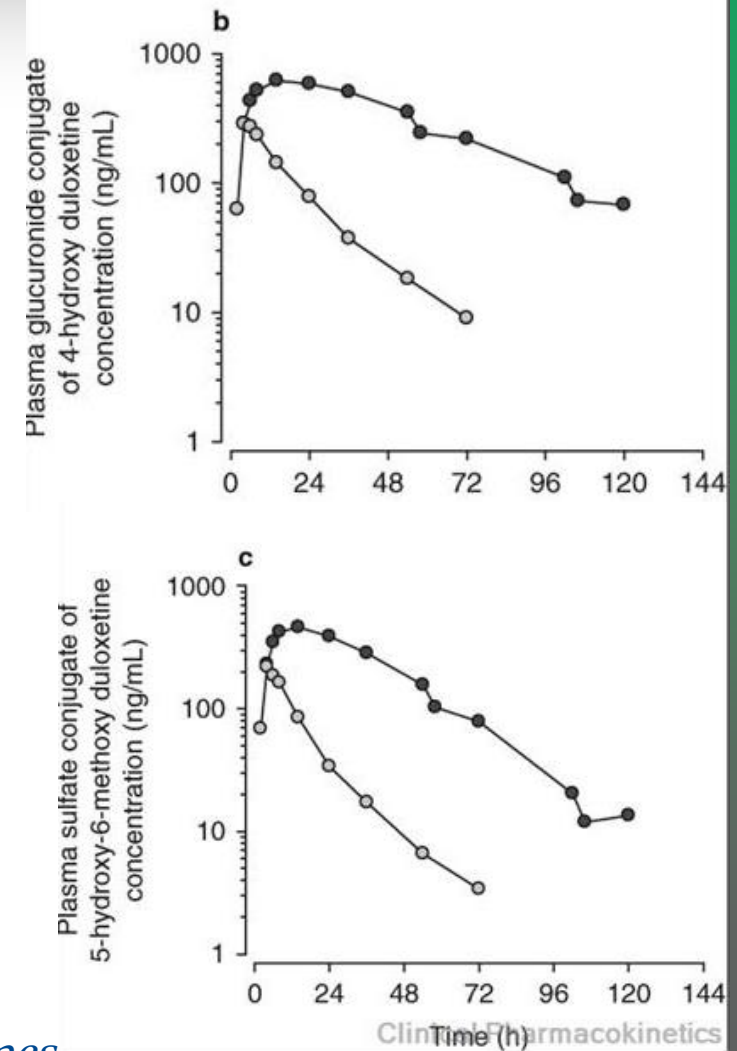 b
Plasma glucuronide conjugate
of 4-hydroxy duloxetine
concentration (ng/mL)
1000
100
10
1
0 24 48 72 96 120 144
c
Plasma sulfate conjugate of
5-hydroxy-6-methoxy duloxetine
concentration (ng/mL)
1000
100
10
1
0 24 48 72 96 120 144
Time (h)
Clinical Pharmacokinetics